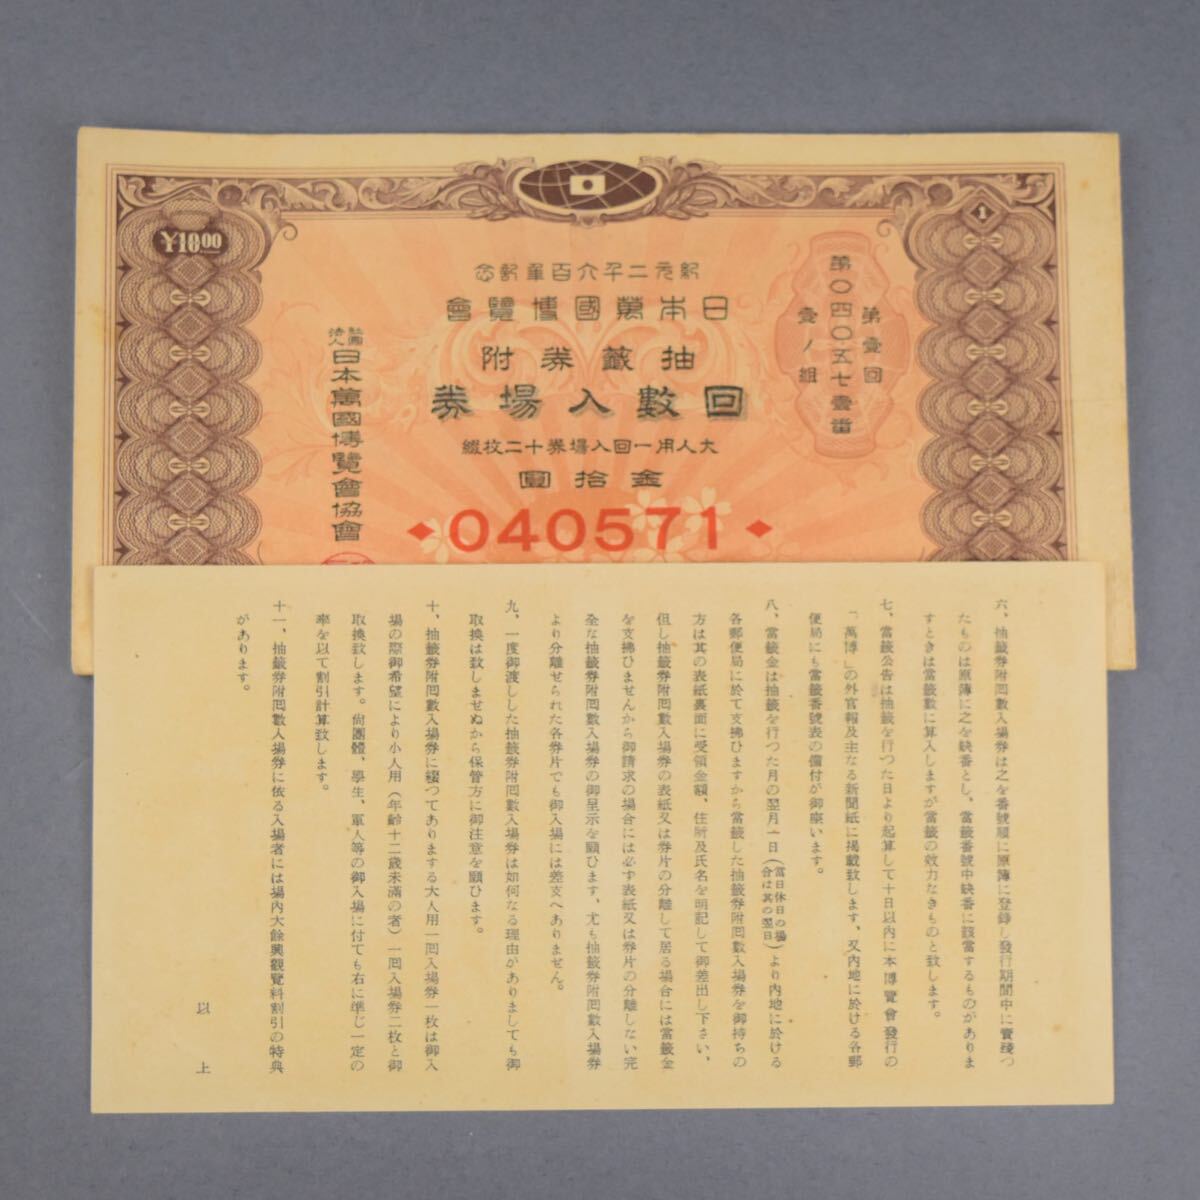 紀元二千六百年記念
日本萬國博覽會
抽籤券附
回數入場券
大人用一回入場券十二枚綴
金拾圓
◆040571◆
第壹回
第〇四〇五七壹番
壹ノ組
1
社團法人日本萬國博覽會協會
六、抽籤券附回數入場券は之を番號順に原簿に登錄し發行期間中に賣殘つ
たものは原簿に之を缺番とし、當籤番號中缺番に該當するものがありま
すときは當籤數に算入しますが當籤の效力なきものと致します。
七、當籤公告は抽籤を行つた日より起算して十日以內に本博覽會發行の
「萬博」の外官報及主なる新聞紙に揭載致します、又內地に於ける各郵
便局にも當籤番號表の備付が御座います。
八、當籤金は抽籤を行つた月の翌月一日(當日休日の場合は其の翌日)より內地に於ける
各郵便局に於て支拂ひますから當籤した抽籤券附回數入場券を御持ちの
方は其の表紙裏面に受領金額、住所及氏名を明記して御差出し下さい、
但し抽籤券附回數入場券の表紙又は券片の分離して居る場合には當籤金
を支拂ひませんから御請求の場合には必ず表紙又は券片の分離しない完
全な抽籤券附回數入場券の御呈示を願ひます、尤も抽籤券附回數入場券
より分離せられた各券片でも御入場には差支へありません。
九、一度御渡しした抽籤券附回數入場券は如何なる理由がありましても御
取換は致しませぬから保管方に御注意を願ひます。
十、抽籤券附回數入場券に綴つてあります大人用一回入場券一枚は御入
場の際御希望により小人用(年齡十二歲未滿の者)一回入場券二枚と御
取換致します。尙團體、學生、軍人等の御入場に付ても右に準じ一定の
率を以て割引計算致します。
十一、抽籤券附回數入場券に依る入場者には場內大餘興觀覽料割引の特典
があります。
以上